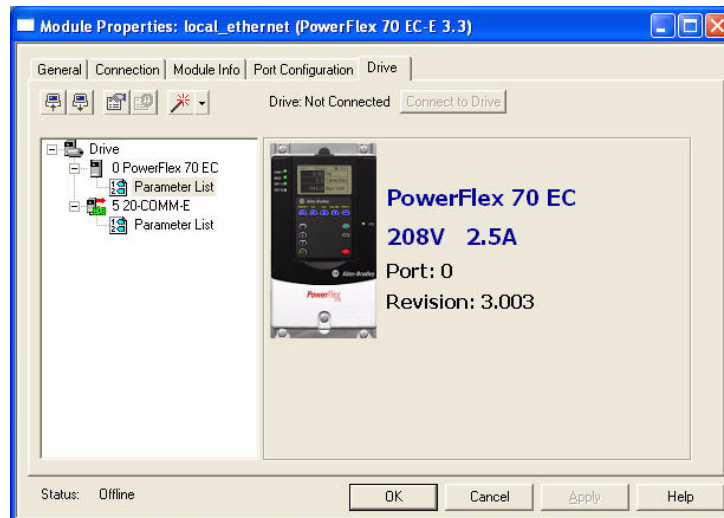 Module Properties: local_ethernet (PowerFlex 70 EC-E 3.3)
General Connection Module Info Port Configuration Drive
Drive: Not Connected Connect to Drive
Drive
0 PowerFlex 70 EC
Parameter List
5 20-COMM-E
Parameter List
Allen-Bradley
PowerFlex
PowerFlex 70 EC
208V 2.5A
Port: 0
Revision: 3.003
Status: Offline
OK Cancel Apply Help